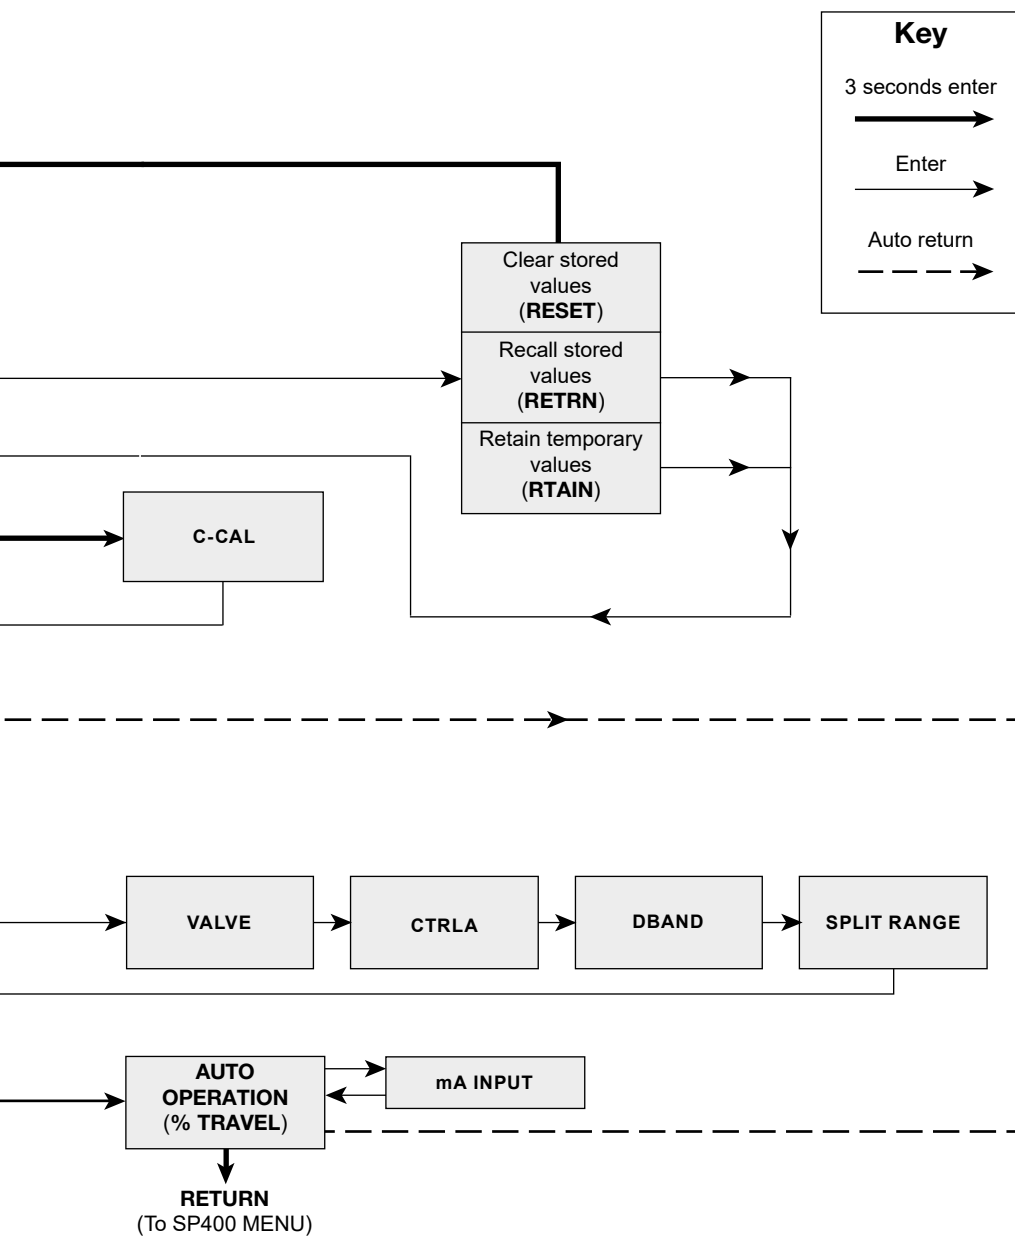 Key
3 seconds enter
Enter
Auto return
Clear stored
values
(RESET)
Recall stored
values
(RETRN)
Retain temporary
values
(RTAIN)
C-CAL
VALVE
CTRLA
DBAND
SPLIT RANGE
AUTO
OPERATION
(% TRAVEL)
mA INPUT
RETURN
(To SP400 MENU)